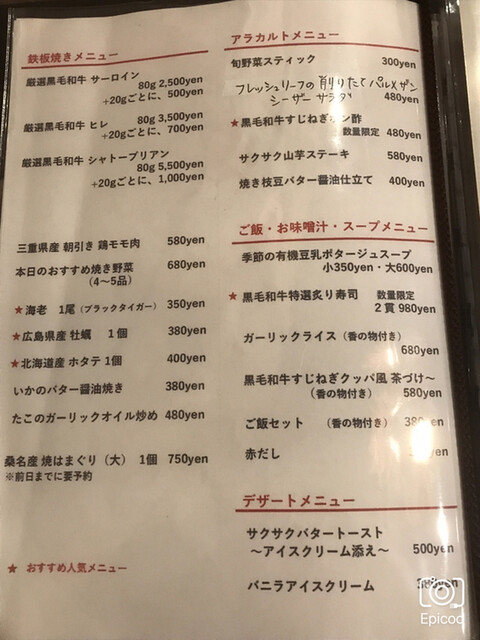 鉄板焼きメニュー
厳選黒毛和牛 サーロイン
80g 2,500yen
+20gごとに、500yen
厳選黒毛和牛 ヒレ
80g 3,500yen
+20gごとに、700yen
厳選黒毛和牛 シャトーブリアン
80g 5,500yen
+20gごとに、1,000yen
三重県産 朝引き 鶏モモ肉 580yen
本日のおすすめ焼き野菜 680yen
(4〜5品)
★海老 1尾(ブラックタイガー) 350yen
★広島県産 牡蠣 1個 380yen
★北海道産 ホタテ 1個 400yen
いかのバター醤油焼き 380yen
たこのガーリックオイル炒め 480yen
桑名産 焼はまぐり(大) 1個 750yen
※前日までに要予約
★ おすすめ人気メニュー
アラカルトメニュー
旬野菜スティック 300yen
フレッシュリーフの削りたてパルメザン
シーザーサラダ 480yen
★黒毛和牛すじねぎポン酢
数量限定 480yen
サクサク山芋ステーキ 580yen
焼き枝豆バター醤油仕立て 400yen
ご飯・お味噌汁・スープメニュー
季節の有機豆乳ポタージュスープ
小350yen・大600yen
★黒毛和牛特選炙り寿司 数量限定
2貫 980yen
ガーリックライス(香の物付き)
680yen
黒毛和牛すじねぎクッパ風 茶づけ〜
(香の物付き) 580yen
ご飯セット (香の物付き)
赤だし
デザートメニュー
サクサクバタートースト
〜アイスクリーム添え〜 500yen
バニラアイスクリーム
Epicod